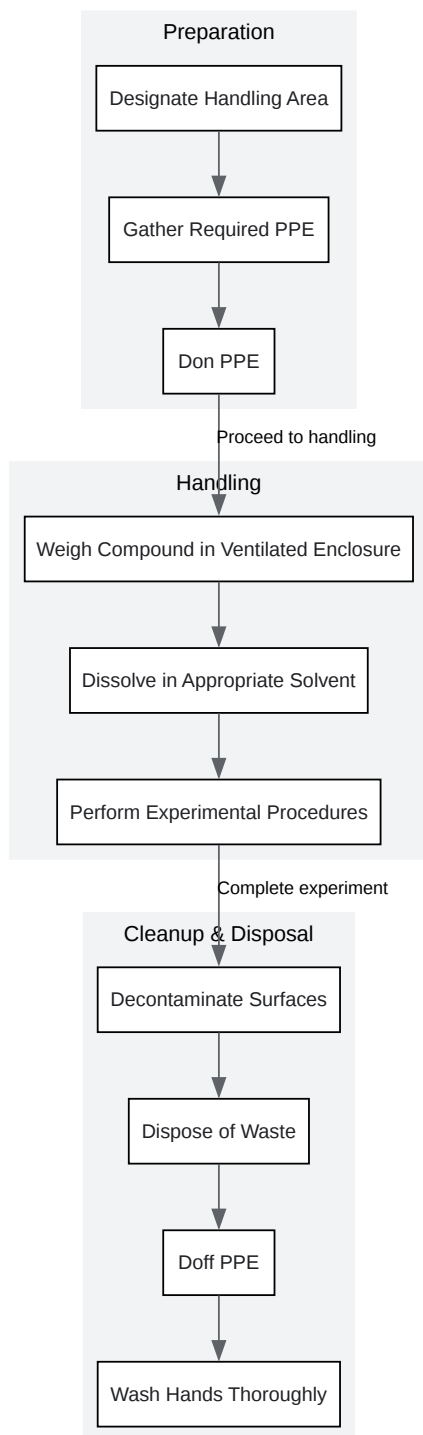 Preparation
Designate Handling Area
Gather Required PPE
Don PPE
Proceed to handling
Handling
Weigh Compound in Ventilated Enclosure
Dissolve in Appropriate Solvent
Perform Experimental Procedures
Complete experiment
Cleanup & Disposal
Decontaminate Surfaces
Dispose of Waste
Doff PPE
Wash Hands Thoroughly